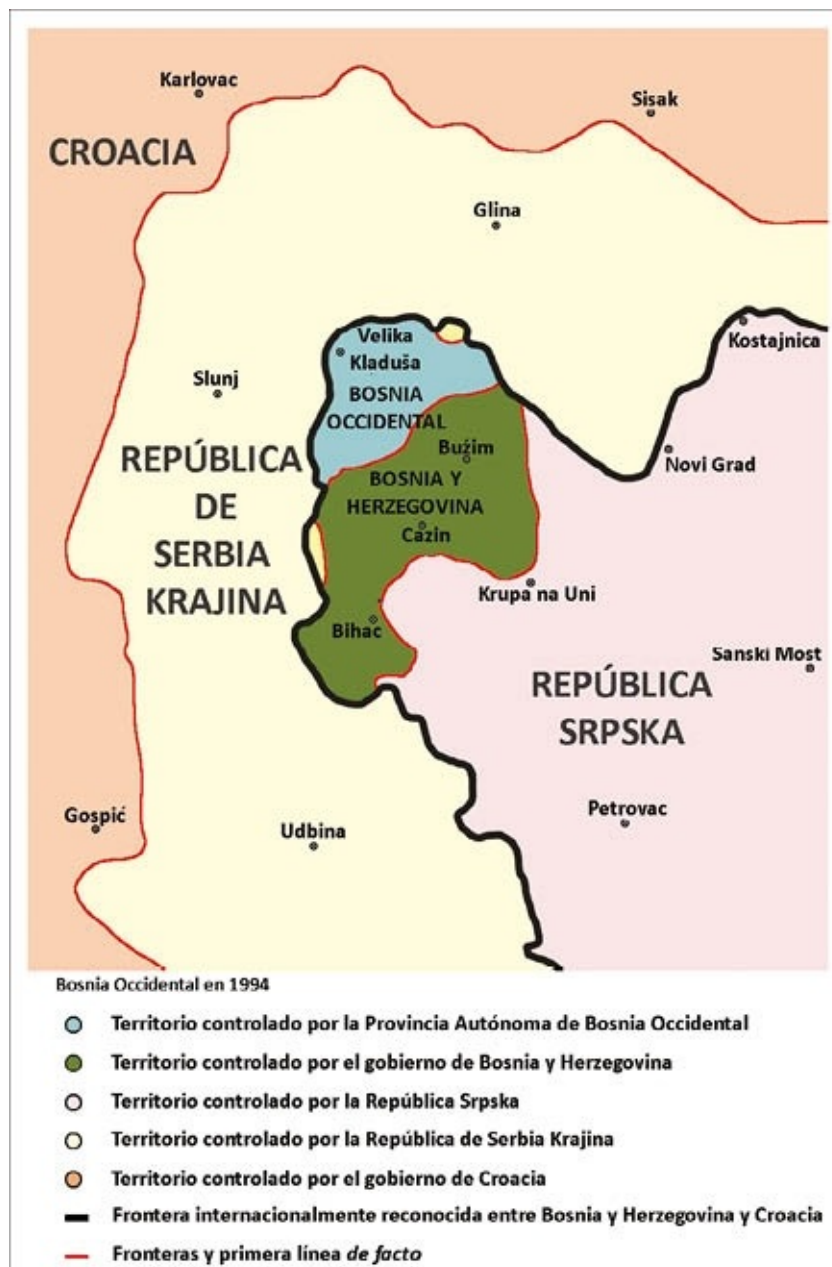 Karlovac
Sisak
CROACIA
Glina
Velika
Kladuša
Kostajnica
Slunj
BOSNIA
OCCIDENTAL
Bužim
Novi Grad
REPÚBLICA
DE
SERBIA
KRAJINA
BOSNIA Y
HERZEGOVINA
Cazin
Krupa na Uni
Bihac
Sanski Most
REPÚBLICA
SRPSKA
Gospić
Udbina
Petrovac
Bosnia Occidental en 1994
Territorio controlado por la Provincia Autónoma de Bosnia Occidental
Territorio controlado por el gobierno de Bosnia y Herzegovina
Territorio controlado por la República Srpska
Territorio controlado por la República de Serbia Krajina
Territorio controlado por el gobierno de Croacia
Frontera internacionalmente reconocida entre Bosnia y Herzegovina y Croacia
Fronteras y primera línea de facto